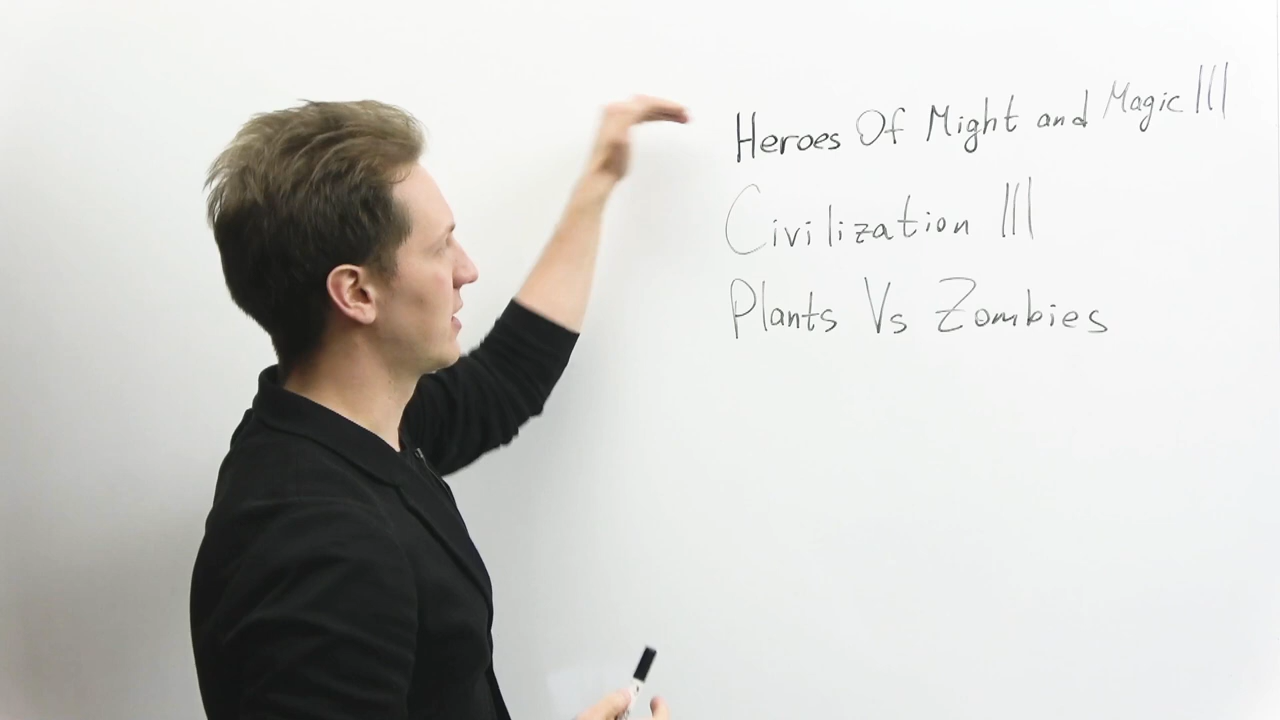 Heroes Of Might and Magic III
Civilization III
Plants Vs Zombies